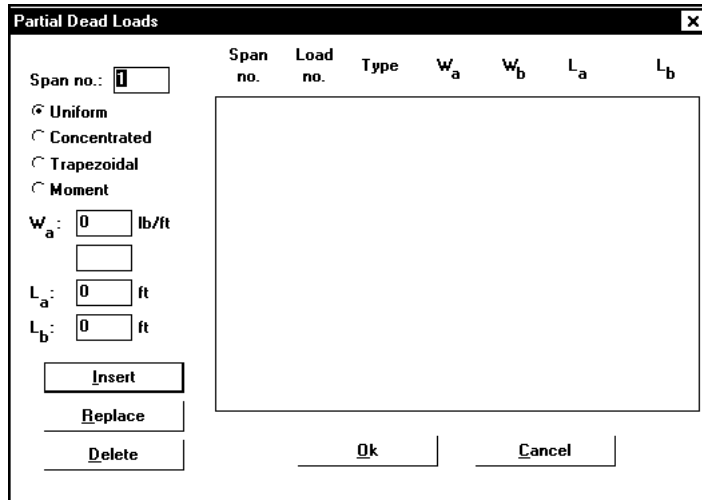 Partial Dead Loads
Span no.: 1
Uniform
Concentrated
Trapezoidal
Moment
Wa: 0 lb/ft
La: 0 ft
Lb: 0 ft
Insert
Replace
Delete
Span no. Load no. Type Wa Wb La Lb
Ok Cancel